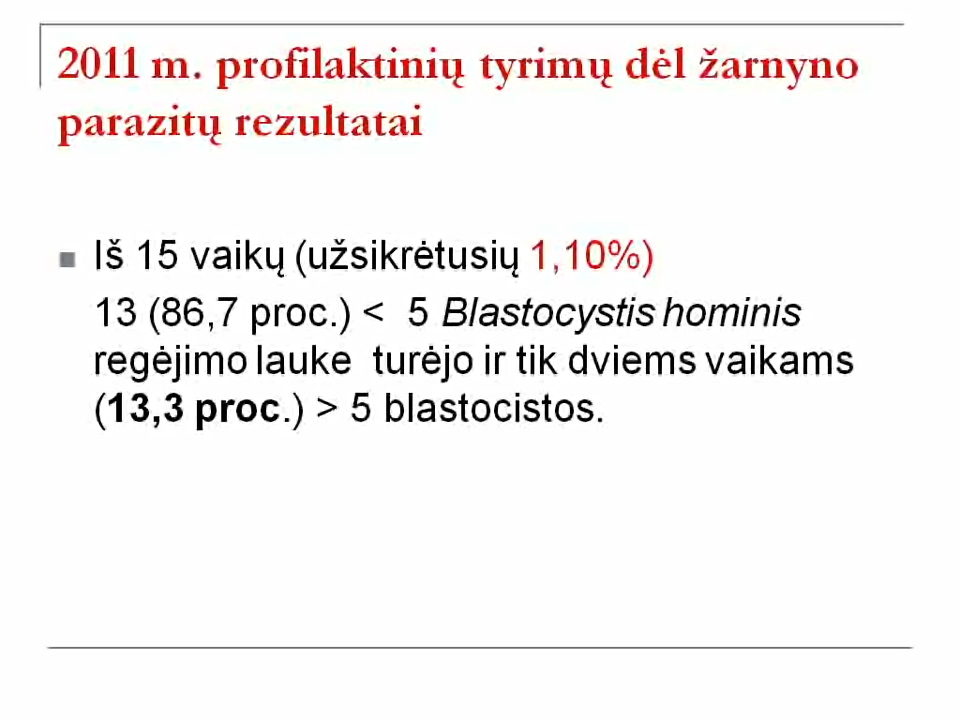 2011 m. profilaktinių tyrimų dėl žarnyno
parazitų rezultatai
Iš 15 vaikų (užsikrėtusių 1,10%)
13 (86,7 proc.) < 5 Blastocystis hominis
regėjimo lauke turėjo ir tik dviems vaikams
(13,3 proc.) > 5 blastocistos.